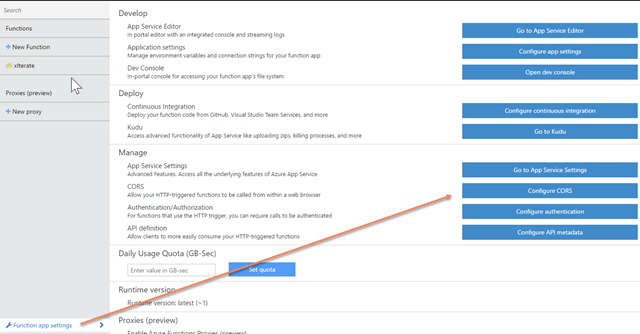 Search
Functions
+ New Function
xiterate
Proxies (preview)
+ New proxy
Function app settings
Develop
App Service Editor
In portal editor with an integrated console and streaming logs
Go to App Service Editor
Application settings
Manage environment variables and connection strings for your function app
Configure app settings
Dev Console
In-portal console for accessing your function app's file system
Open dev console
Deploy
Continuous Integration
Deploy your function code from GitHub, Visual Studio Team Services, and more
Configure continuous integration
Kudu
Access advanced functionality of App Service like uploading zips, killing processes, and more
Go to Kudu
Manage
App Service Settings
Advanced Features. Access all the underlying features of Azure App Service
Go to App Service Settings
CORS
Allow your HTTP-triggered functions to be called from within a web browser
Configure CORS
Authentication/Authorization
For functions that use the HTTP trigger, you can require calls to be authenticated
Configure authentication
API definition
Allow clients to more easily consume your HTTP-triggered functions
Configure API metadata
Daily Usage Quota (GB-Sec)
Enter value in GB-sec
Set quota
Runtime version
Runtime version: latest (~1)
Proxies (preview)
Enable Azure Functions Proxies (preview)